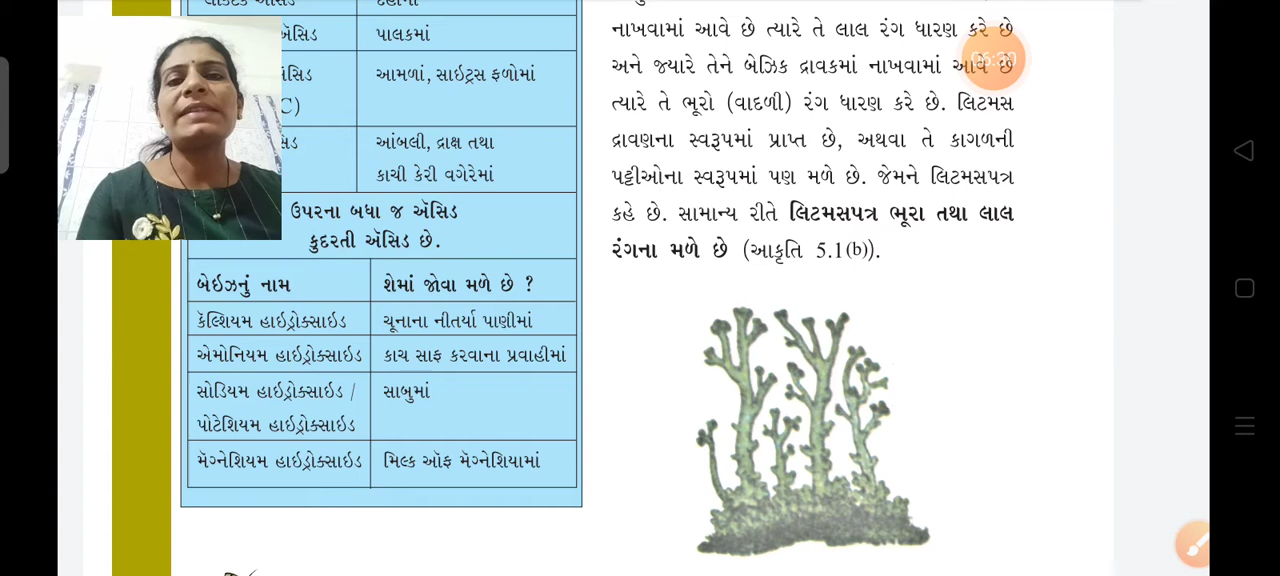 દહીંમાં
ઍસિડ પાલકમાં
સિડ આમળાં, સાઇટ્રસ ફળોમાં
C)
સિડ આંબલી, દ્રાક્ષ તથા
કાચી કેરી વગેરેમાં
ઉપરના બધા જ ઍસિડ
કુદરતી ઍસિડ છે.
બેઇઝનું નામ શેમાં જોવા મળે છે ?
કૅલ્શિયમ હાઇડ્રોક્સાઇડ ચૂનાના નીતર્યા પાણીમાં
એમોનિયમ હાઇડ્રોક્સાઇડ કાચ સાફ કરવાના પ્રવાહીમાં
સોડિયમ હાઇડ્રોક્સાઇડ / સાબુમાં
પોટેશિયમ હાઇડ્રોક્સાઇડ
મૅગ્નેશિયમ હાઇડ્રોક્સાઇડ મિલ્ક ઑફ મૅગ્નેશિયામાં
નાખવામાં આવે છે ત્યારે તે લાલ રંગ ધારણ કરે છે
અને જ્યારે તેને બેઝિક દ્રાવકમાં નાખવામાં આવે છે
ત્યારે તે ભૂરો (વાદળી) રંગ ધારણ કરે છે. લિટમસ
દ્રાવણના સ્વરૂપમાં પ્રાપ્ત છે, અથવા તે કાગળની
પટ્ટીઓના સ્વરૂપમાં પણ મળે છે. જેમને લિટમસપત્ર
કહે છે. સામાન્ય રીતે લિટમસપત્ર ભૂરા તથા લાલ
રંગના મળે છે (આકૃતિ 5.1(b)).